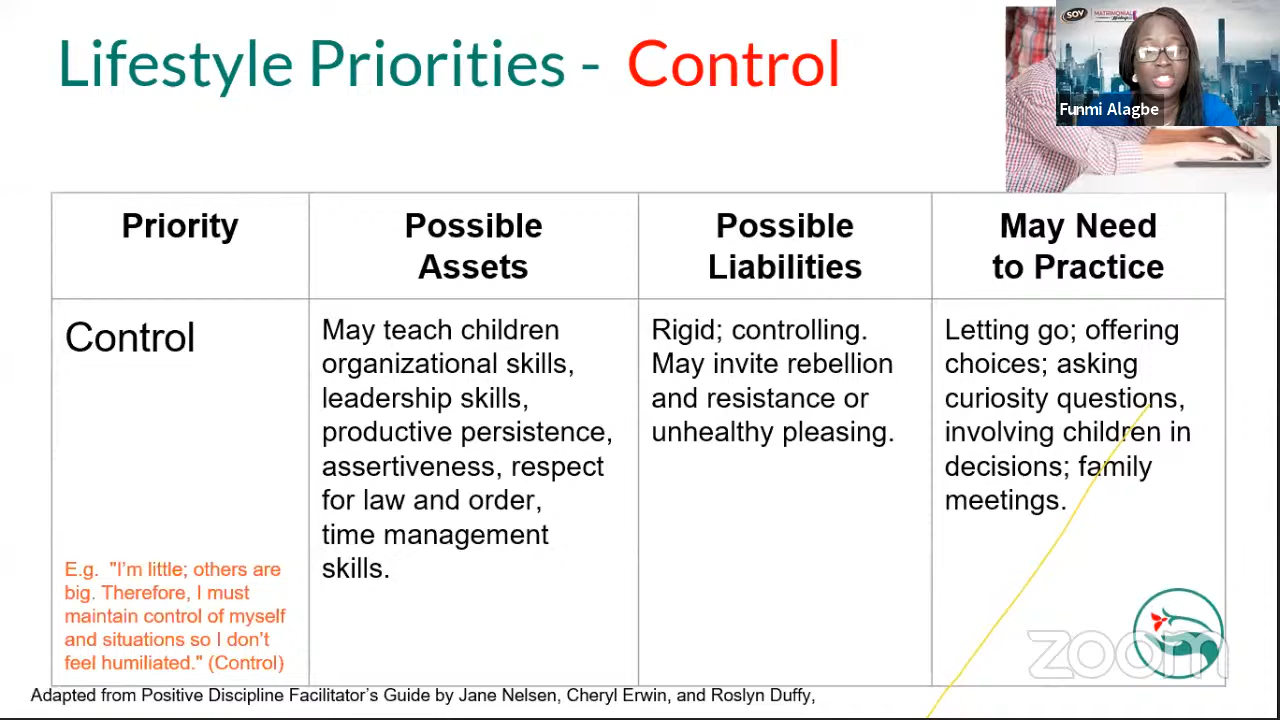 Lifestyle Priorities - Control
SOV MATRIMONIAL
Funmi Alagbe
Priority
Possible
Assets
Possible
Liabilities
May Need
to Practice
Control
E.g. "I'm little; others are
big. Therefore, I must
maintain control of myself
and situations so I don't
feel humiliated." (Control)
May teach children
organizational skills,
leadership skills,
productive persistence,
assertiveness, respect
for law and order,
time management
skills.
Rigid; controlling.
May invite rebellion
and resistance or
unhealthy pleasing.
Letting go; offering
choices; asking
curiosity questions,
involving children in
decisions; family
meetings.
zoom
Adapted from Positive Discipline Facilitator's Guide by Jane Nelsen, Cheryl Erwin, and Roslyn Duffy,